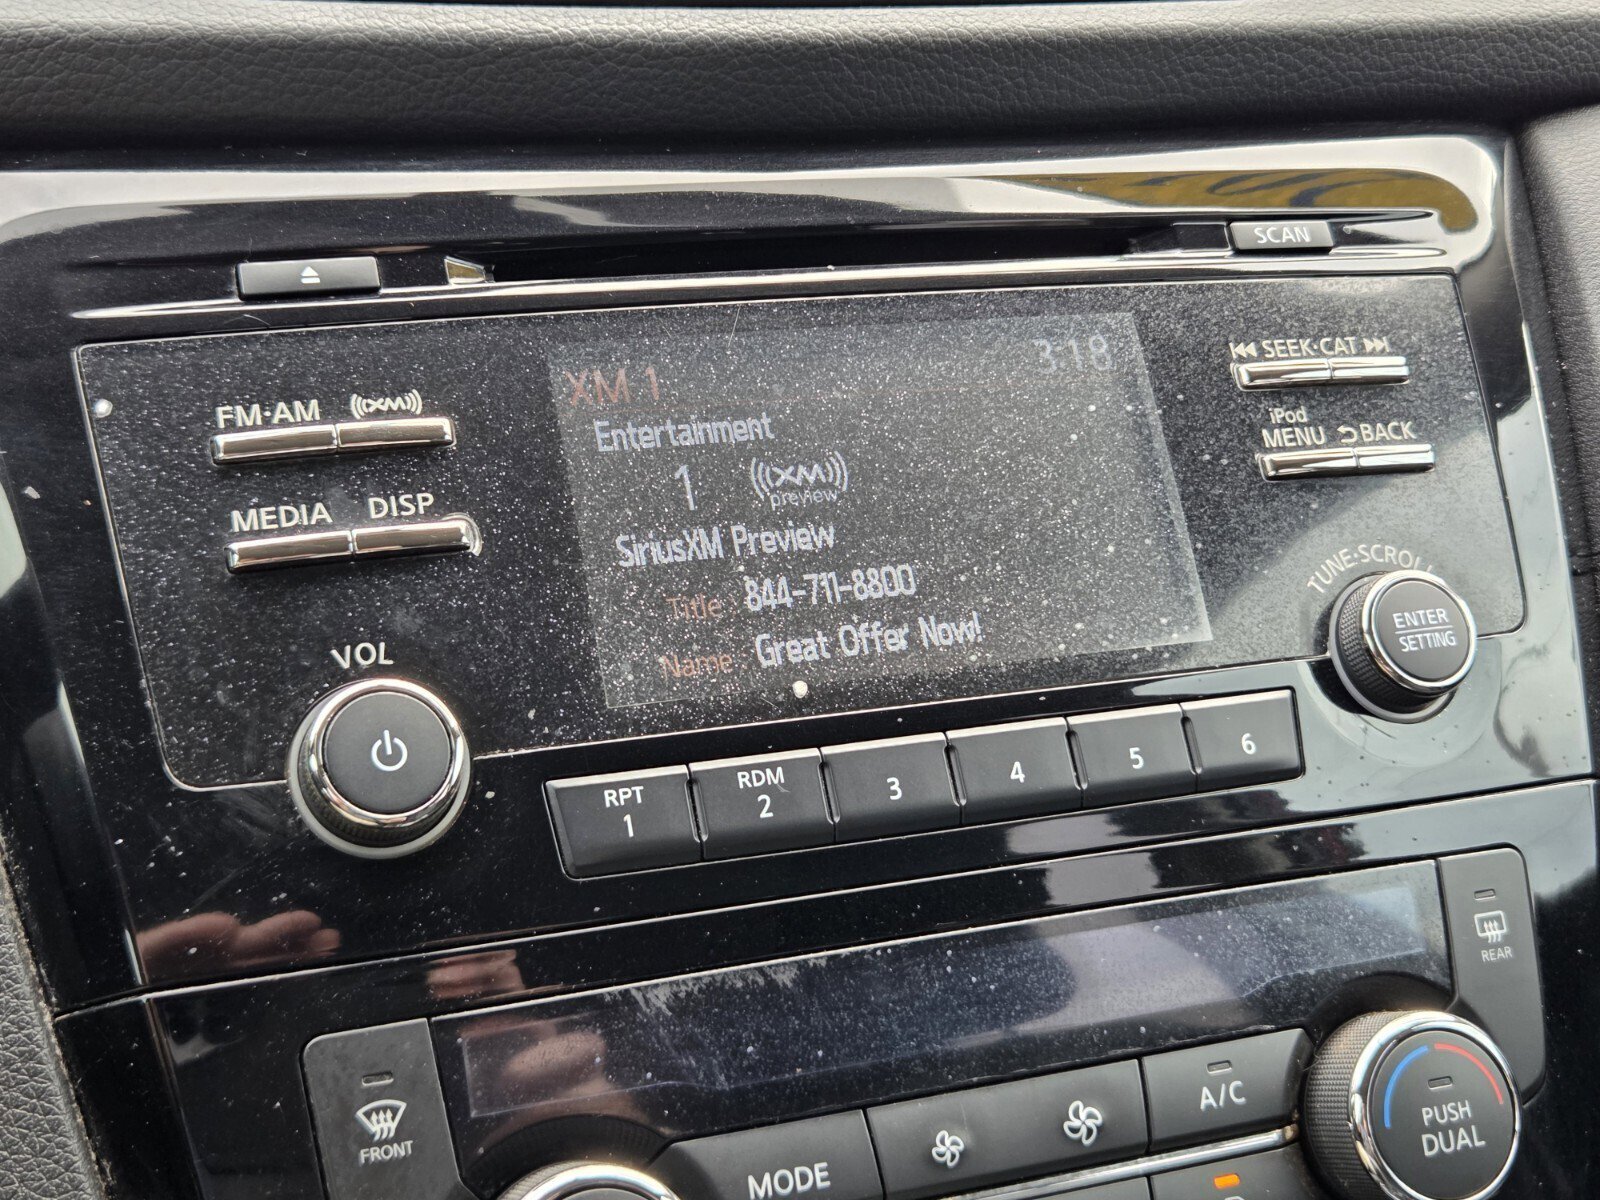 SCAN
FM·AM
XM
MEDIA
DISP
VOL
XM 1
3:18
Entertainment
1
XM
preview
SiriusXM Preview
Title: 844-711-8800
Name: Great Offer Now!
SEEK·CAT
iPod
MENU
BACK
TUNE·SCROLL
ENTER
SETTING
RPT
1
RDM
2
3
4
5
6
REAR
FRONT
MODE
A/C
PUSH
DUAL